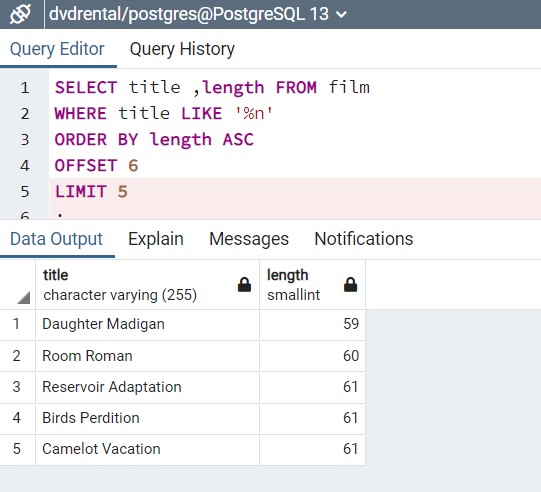 dvdrental/postgres@PostgreSQL 13
Query Editor Query History
1 SELECT title ,length FROM film
2 WHERE title LIKE '%n'
3 ORDER BY length ASC
4 OFFSET 6
5 LIMIT 5
6 ;
Data Output Explain Messages Notifications
title length
character varying (255) smallint
1 Daughter Madigan 59
2 Room Roman 60
3 Reservoir Adaptation 61
4 Birds Perdition 61
5 Camelot Vacation 61